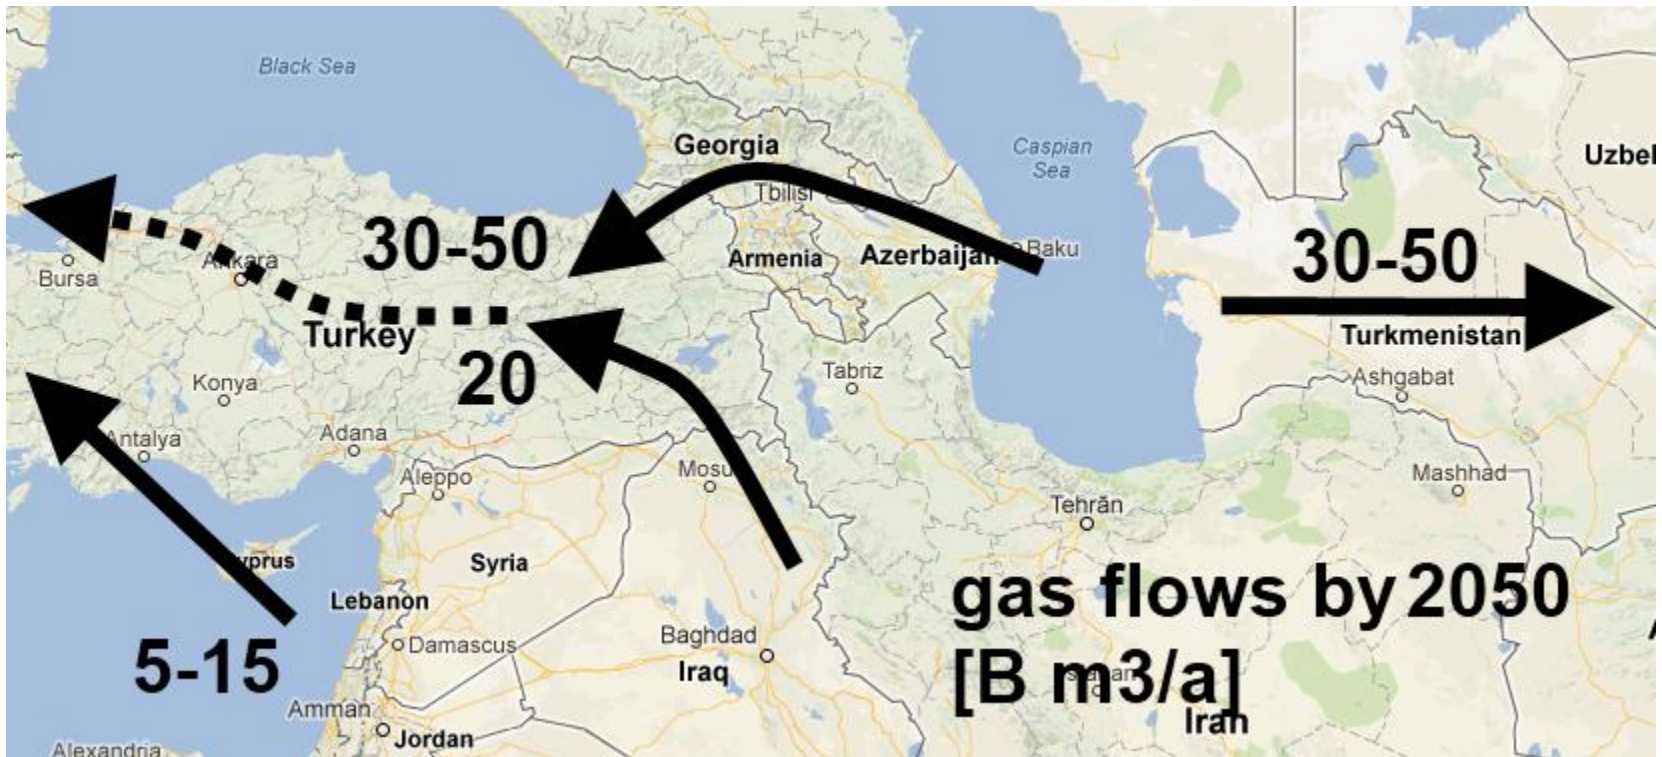 Black Sea
Georgia
Caspian
Sea
Uzbel
Tbilisi
30-50
Armenia
Azerbaijan
Baku
30-50
Ankara
Bursa
Turkey
Turkmenistan
20
Tabriz
Ashgabat
Konya
Antalya
Adana
Aleppo
Mosu
Mashhad
Tehrān
yprus
Syria
gas flows by 2050
Lebanon
Damascus
Baghdad
Iraq
5-15
[B m3/a]
Iran
Amman
Jordan
Alexandria